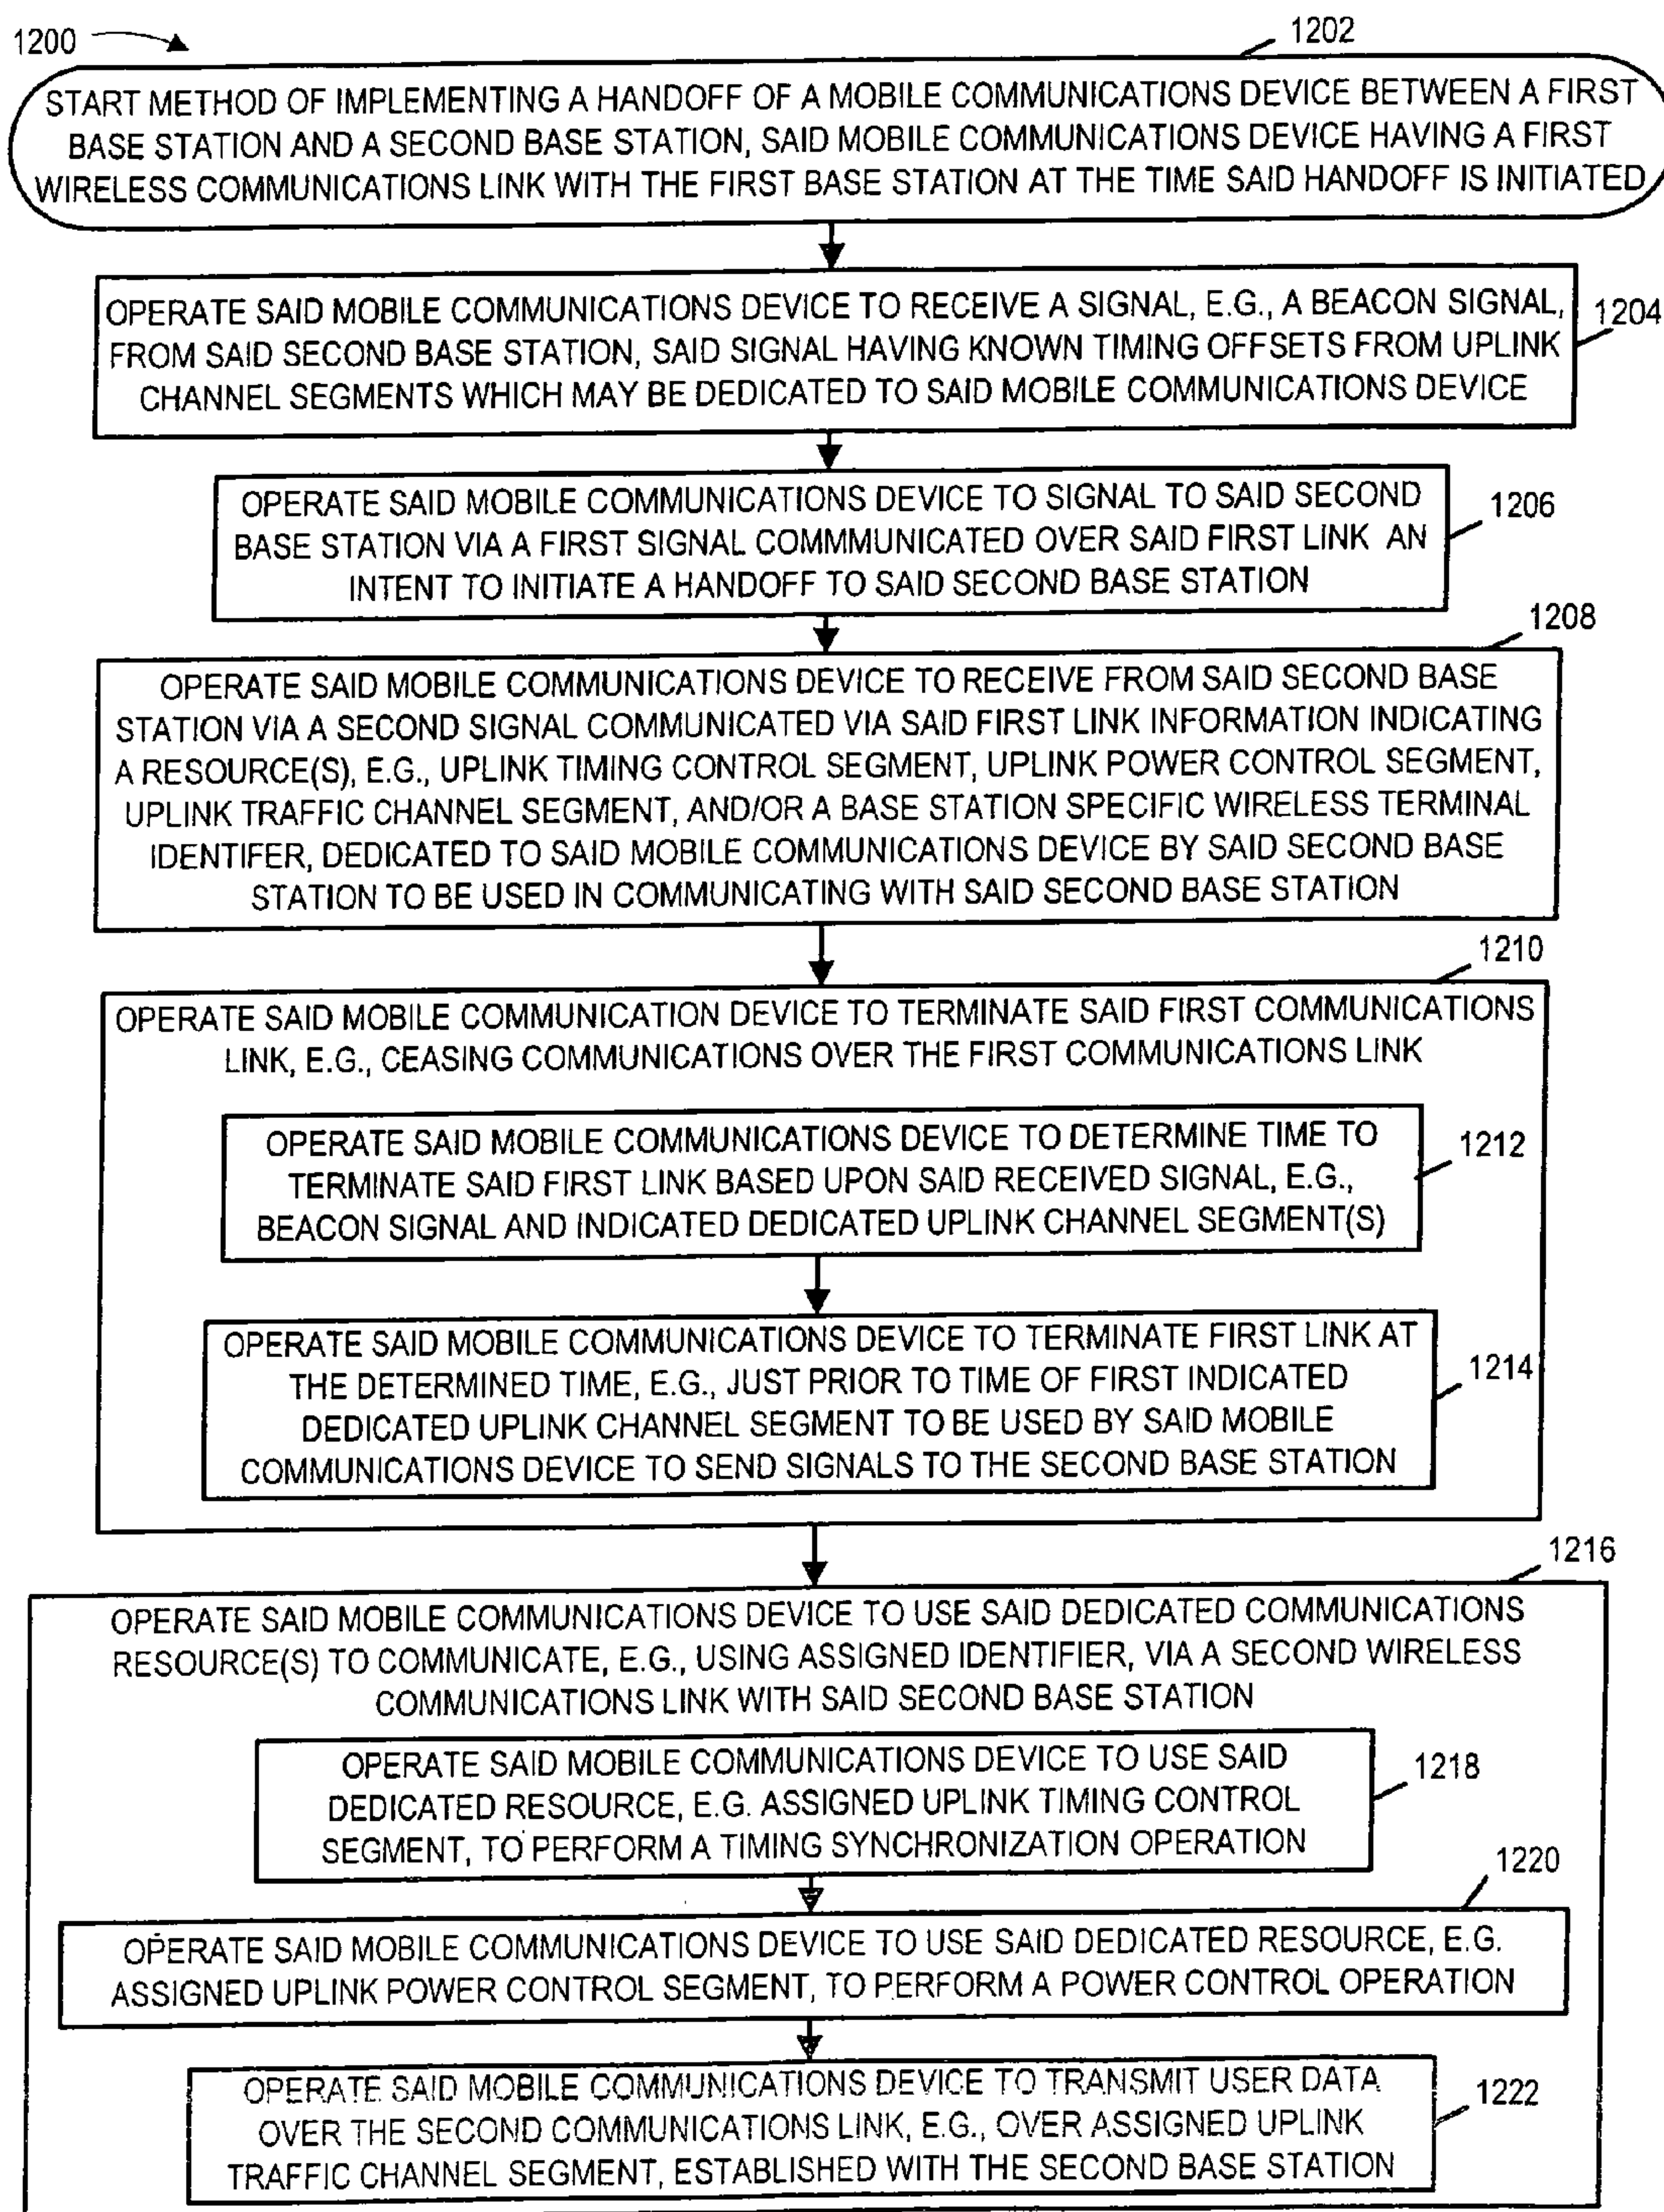 1200
1202
START METHOD OF IMPLEMENTING A HANDOFF OF A MOBILE COMMUNICATIONS DEVICE BETWEEN A FIRST
BASE STATION AND A SECOND BASE STATION, SAID MOBILE COMMUNICATIONS DEVICE HAVING A FIRST
WIRELESS COMMUNICATIONS LINK WITH THE FIRST BASE STATION AT THE TIME SAID HANDOFF IS INITIATED
1204
OPERATE SAID MOBILE COMMUNICATIONS DEVICE TO RECEIVE A SIGNAL, E.G., A BEACON SIGNAL,
FROM SAID SECOND BASE STATION, SAID SIGNAL HAVING KNOWN TIMING OFFSETS FROM UPLINK
CHANNEL SEGMENTS WHICH MAY BE DEDICATED TO SAID MOBILE COMMUNICATIONS DEVICE
1206
OPERATE SAID MOBILE COMMUNICATIONS DEVICE TO SIGNAL TO SAID SECOND
BASE STATION VIA A FIRST SIGNAL COMMMUNICATED OVER SAID FIRST LINK AN
INTENT TO INITIATE A HANDOFF TO SAID SECOND BASE STATION
1208
OPERATE SAID MOBILE COMMUNICATIONS DEVICE TO RECEIVE FROM SAID SECOND BASE
STATION VIA A SECOND SIGNAL COMMUNICATED VIA SAID FIRST LINK INFORMATION INDICATING
A RESOURCE(S), E.G., UPLINK TIMING CONTROL SEGMENT, UPLINK POWER CONTROL SEGMENT,
UPLINK TRAFFIC CHANNEL SEGMENT, AND/OR A BASE STATION SPECIFIC WIRELESS TERMINAL
IDENTIFER, DEDICATED TO SAID MOBILE COMMUNICATIONS DEVICE BY SAID SECOND BASE
STATION TO BE USED IN COMMUNICATING WITH SAID SECOND BASE STATION
1210
OPERATE SAID MOBILE COMMUNICATION DEVICE TO TERMINATE SAID FIRST COMMUNICATIONS
LINK, E.G., CEASING COMMUNICATIONS OVER THE FIRST COMMUNICATIONS LINK
1212
OPERATE SAID MOBILE COMMUNICATIONS DEVICE TO DETERMINE TIME TO
TERMINATE SAID FIRST LINK BASED UPON SAID RECEIVED SIGNAL, E.G.,
BEACON SIGNAL AND INDICATED DEDICATED UPLINK CHANNEL SEGMENT(S)
1214
OPERATE SAID MOBILE COMMUNICATIONS DEVICE TO TERMINATE FIRST LINK AT
THE DETERMINED TIME, E.G., JUST PRIOR TO TIME OF FIRST INDICATED
DEDICATED UPLINK CHANNEL SEGMENT TO BE USED BY SAID MOBILE
COMMUNICATIONS DEVICE TO SEND SIGNALS TO THE SECOND BASE STATION
1216
OPERATE SAID MOBILE COMMUNICATIONS DEVICE TO USE SAID DEDICATED COMMUNICATIONS
RESOURCE(S) TO COMMUNICATE, E.G., USING ASSIGNED IDENTIFIER, VIA A SECOND WIRELESS
COMMUNICATIONS LINK WITH SAID SECOND BASE STATION
1218
OPERATE SAID MOBILE COMMUNICATIONS DEVICE TO USE SAID
DEDICATED RESOURCE, E.G. ASSIGNED UPLINK TIMING CONTROL
SEGMENT, TO PERFORM A TIMING SYNCHRONIZATION OPERATION
1220
OPERATE SAID MOBILE COMMUNICATIONS DEVICE TO USE SAID DEDICATED RESOURCE, E.G.
ASSIGNED UPLINK POWER CONTROL SEGMENT, TO PERFORM A POWER CONTROL OPERATION
1222
OPERATE SAID MOBILE COMMUNICATIONS DEVICE TO TRANSMIT USER DATA
OVER THE SECOND COMMUNICATIONS LINK, E.G., OVER ASSIGNED UPLINK
TRAFFIC CHANNEL SEGMENT, ESTABLISHED WITH THE SECOND BASE STATION